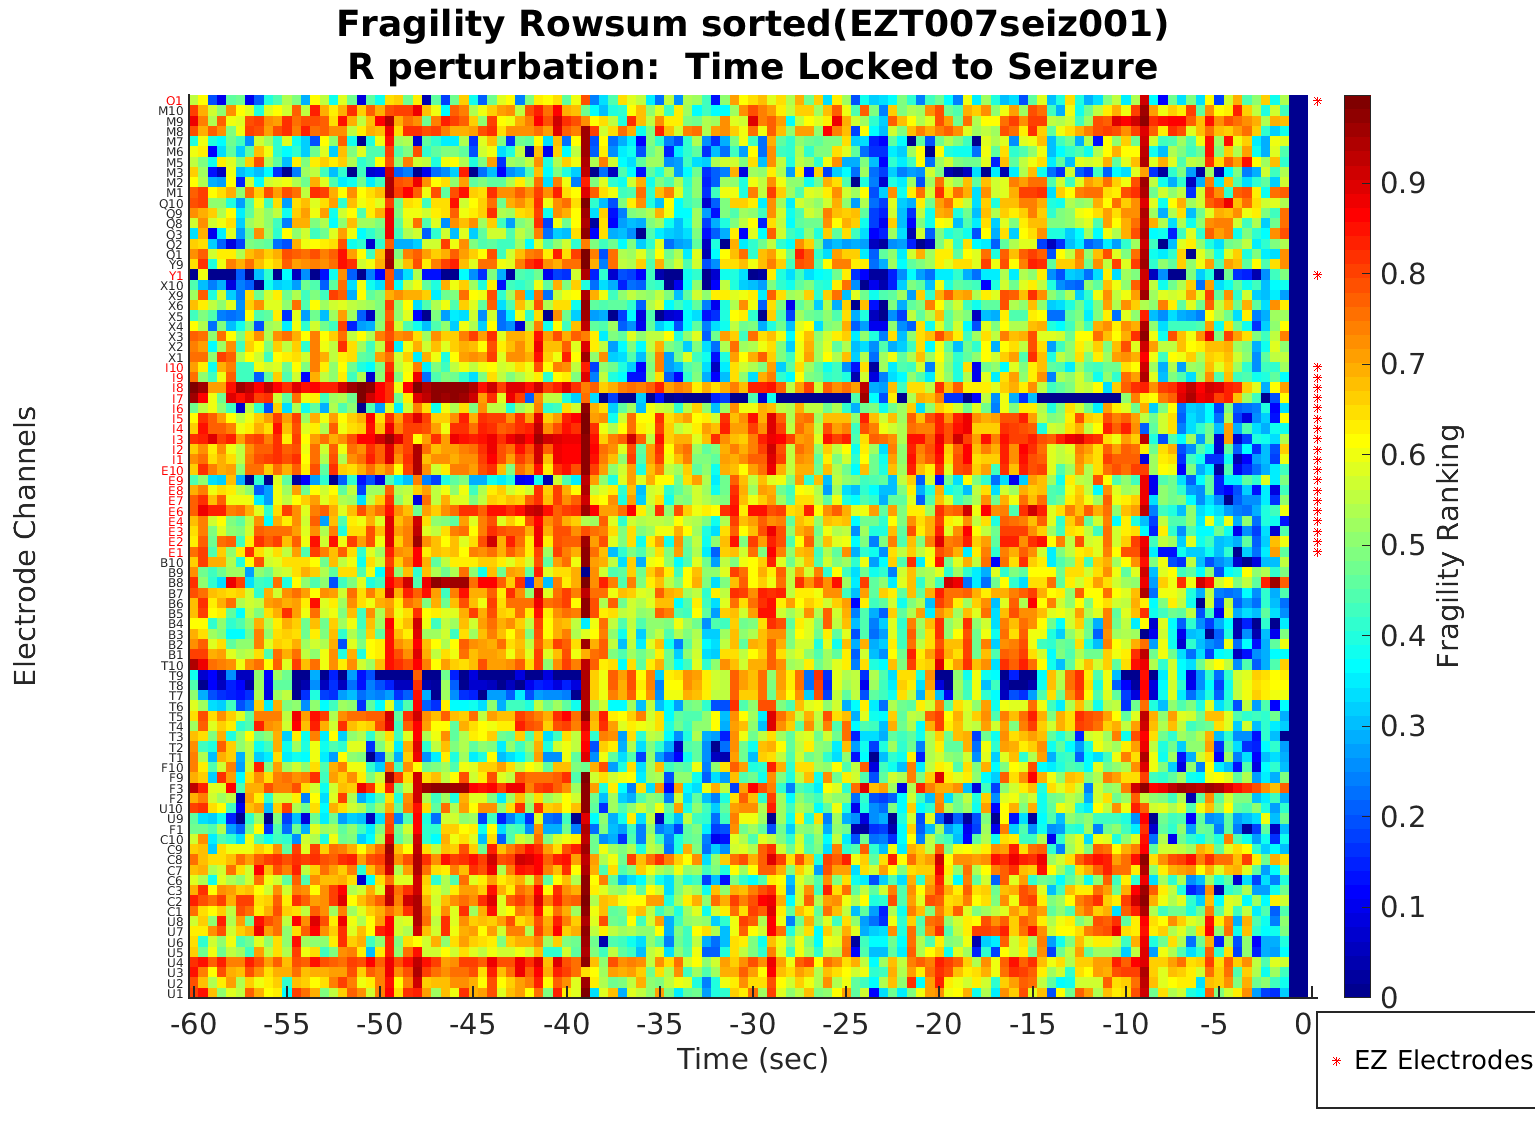 Fragility Rowsum sorted(EZT007seiz001)
R perturbation:  Time Locked to Seizure
Electrode Channels
O1
M10
M9
M8
M7
M6
M5
M3
M2
M1
Q10
Q9
Q8
Q3
Q2
Q1
Y9
Y1
X10
X9
X6
X5
X4
X3
X2
X1
I10
I9
I8
I7
I6
I5
I4
I3
I2
I1
E10
E9
E8
E7
E6
E4
E3
E2
E1
B10
B9
B8
B7
B6
B5
B4
B3
B2
B1
T10
T9
T8
T7
T6
T5
T4
T3
T2
T1
F10
F9
F3
F2
U10
U9
F1
C10
C9
C8
C7
C6
C3
C2
C1
U8
U7
U6
U5
U4
U3
U2
U1
-60 -55 -50 -45 -40 -35 -30 -25 -20 -15 -10 -5 0
Time (sec)
0.9
0.8
0.7
0.6
0.5
0.4
0.3
0.2
0.1
0
Fragility Ranking
EZ Electrodes